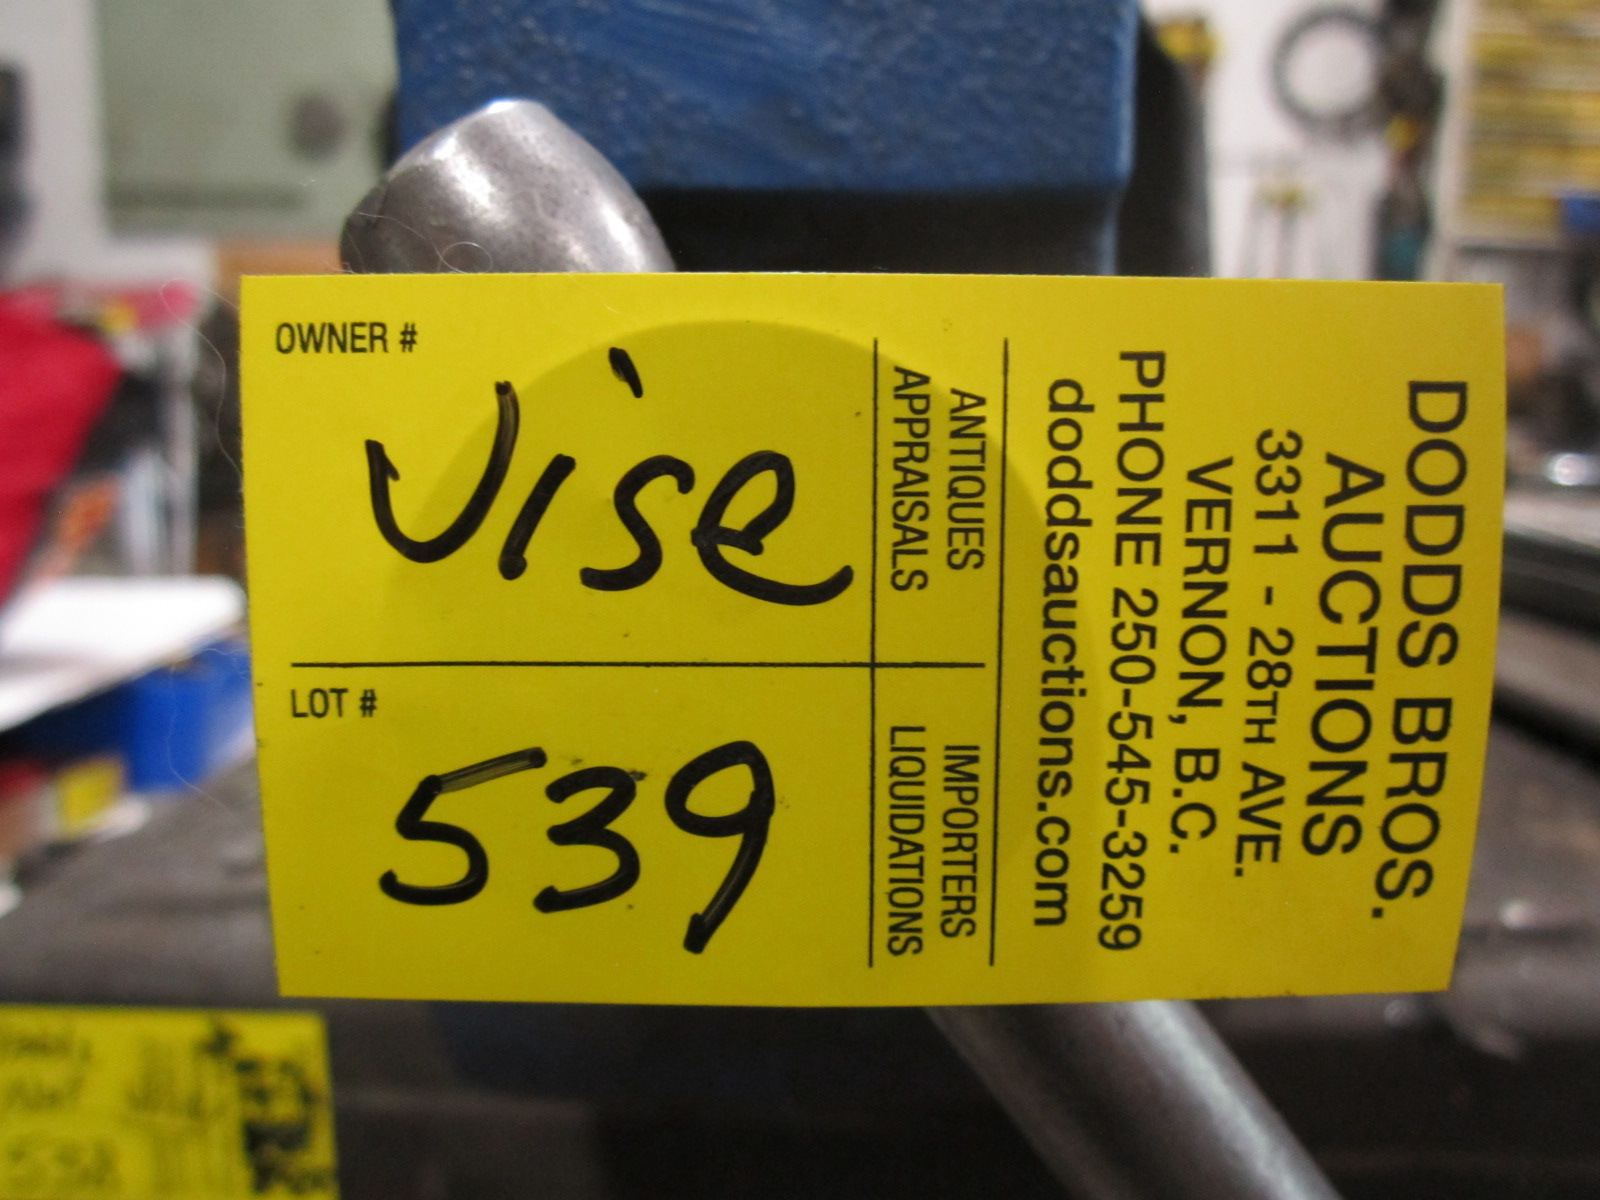 OWNER #
Vise
LOT #
539
ANTIQUES
APPRAISALS
IMPORTERS
LIQUIDATIONS
DODDS BROS.
AUCTIONS
3311 - 28TH AVE.
VERNON, B.C.
PHONE 250-545-3259
doddsauctions.com